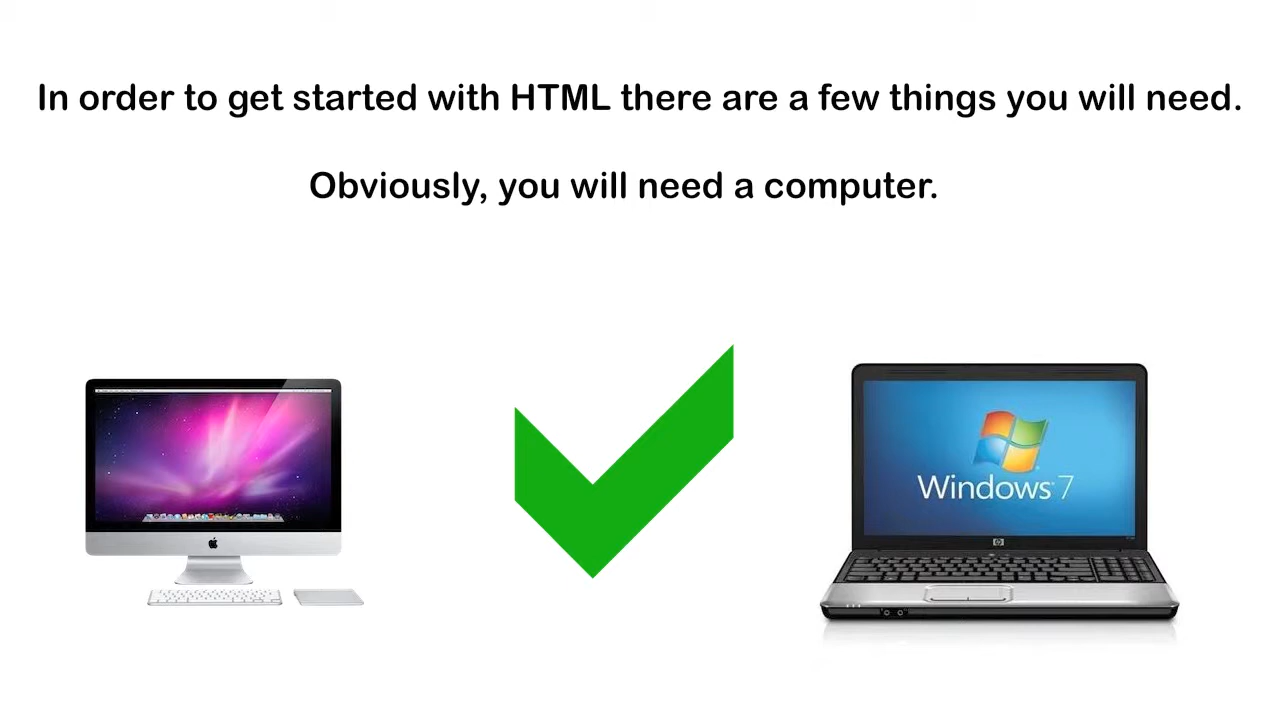 In order to get started with HTML there are a few things you will need.
Obviously, you will need a computer.
Windows 7
hp